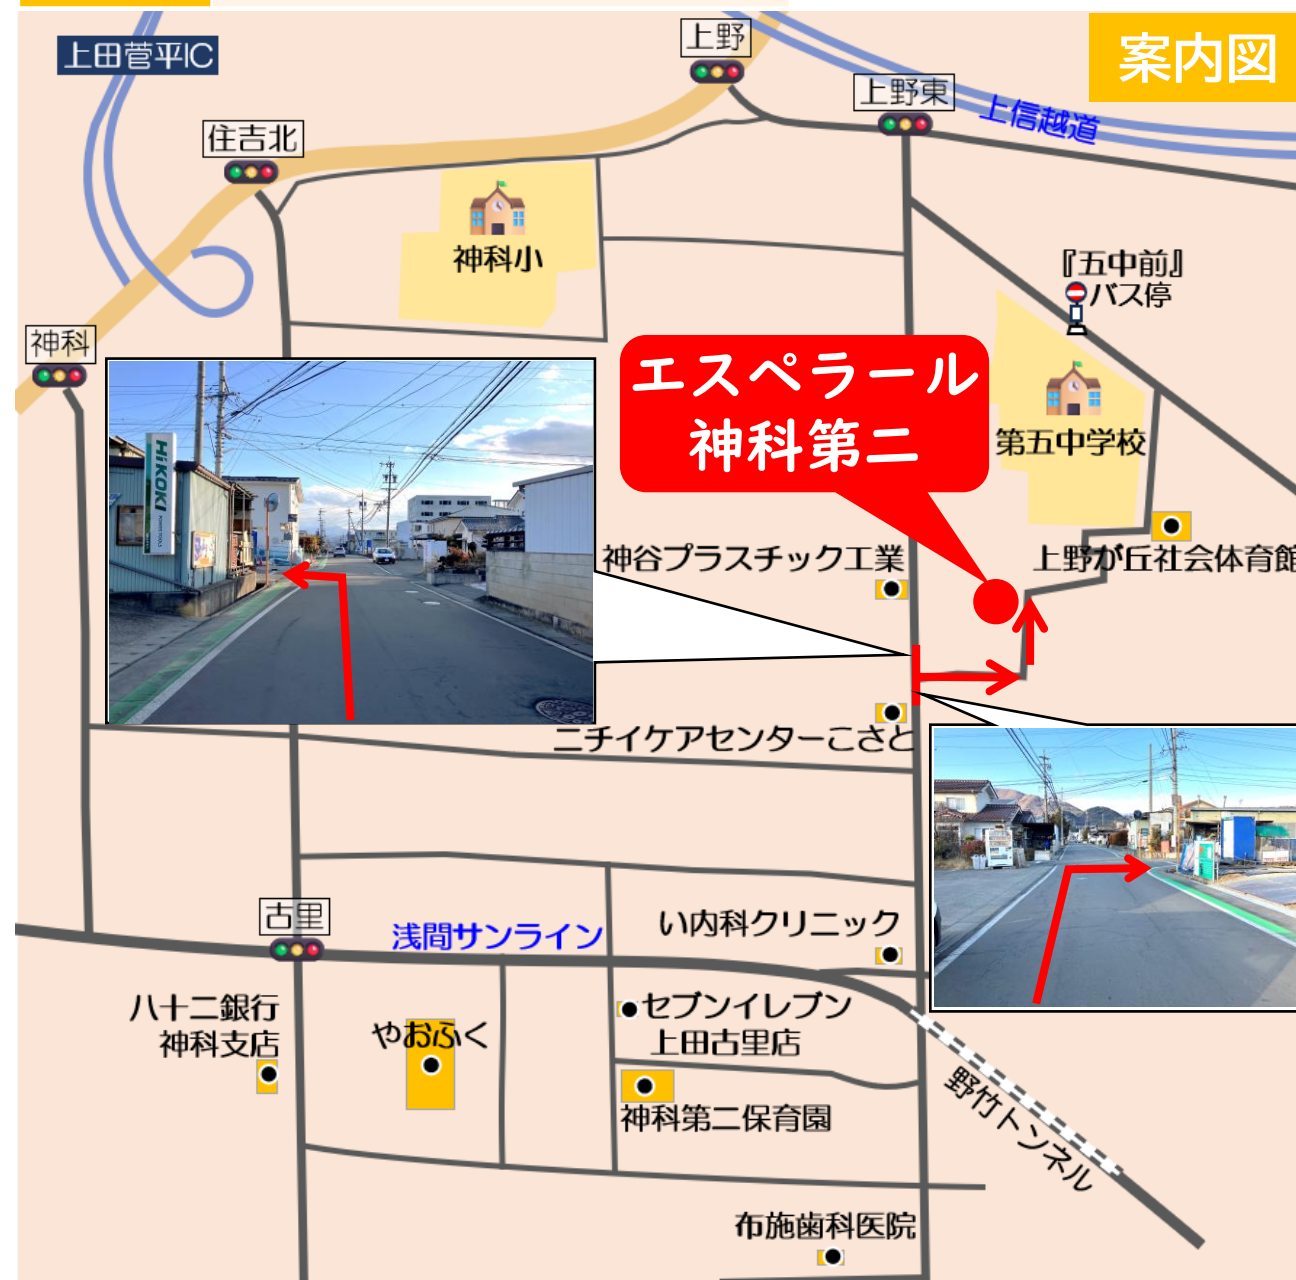 上野
案内図
上田菅平IC
上野東
上信越道
住吉北
神科小
『五中前』
バス停
神科
エスペラール
神科第二
第五中学校
HiKOKI
神谷プラスチック工業
上野が丘社会体育館
ニチイケアセンターこさと
古里
浅間サンライン
い内科クリニック
八十二銀行
神科支店
やおふく
セブンイレブン
上田古里店
神科第二保育園
野竹トンネル
布施歯科医院